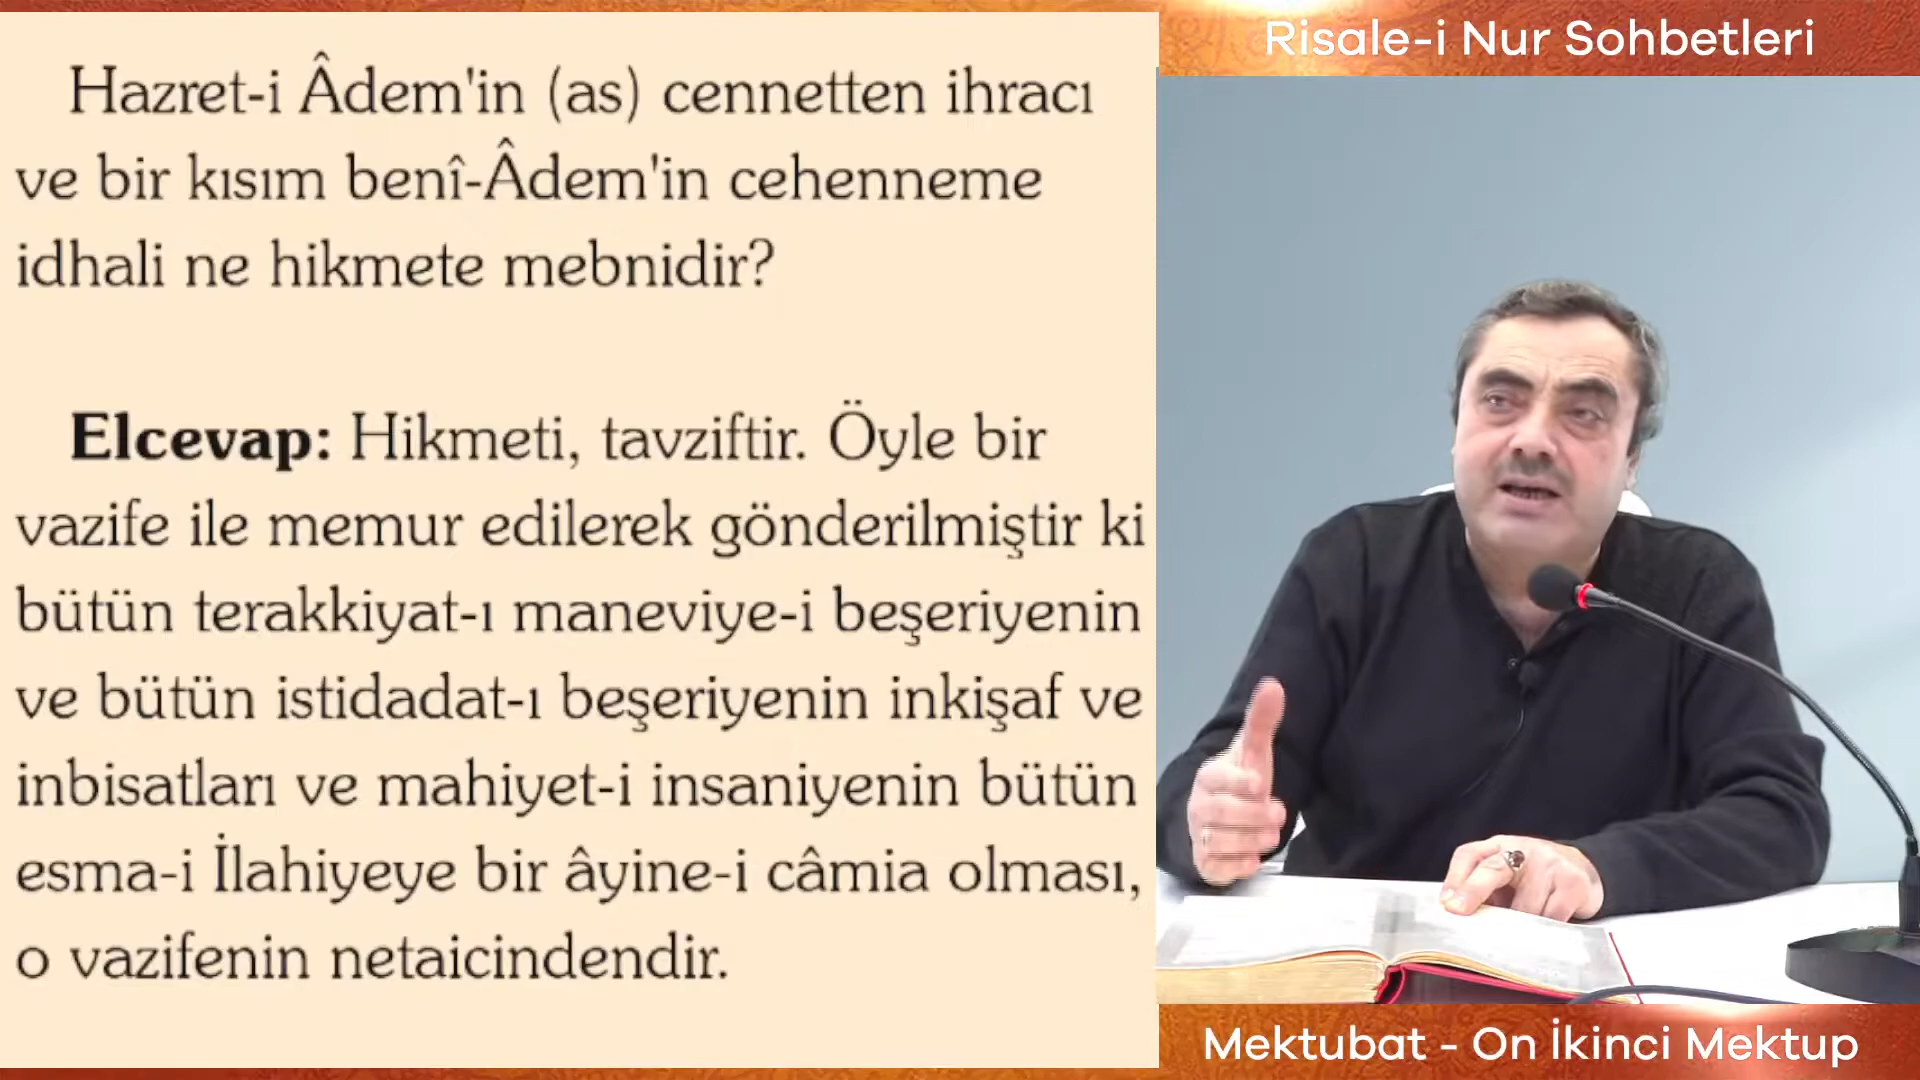 Risale-i Nur Sohbetleri
Hazret-i Âdem'in (as) cennetten ihracı
ve bir kısım benî-Âdem'in cehenneme
idhali ne hikmete mebnidir?
Elcevap: Hikmeti, tavziftir. Öyle bir
vazife ile memur edilerek gönderilmiştir ki
bütün terakkiyat-ı maneviye-i beşeriyenin
ve bütün istidadat-ı beşeriyenin inkişaf ve
inbisatları ve mahiyet-i insaniyenin bütün
esma-i İlahiyeye bir âyine-i câmia olması,
o vazifenin netaicindendir.
Mektubat - On İkinci Mektup